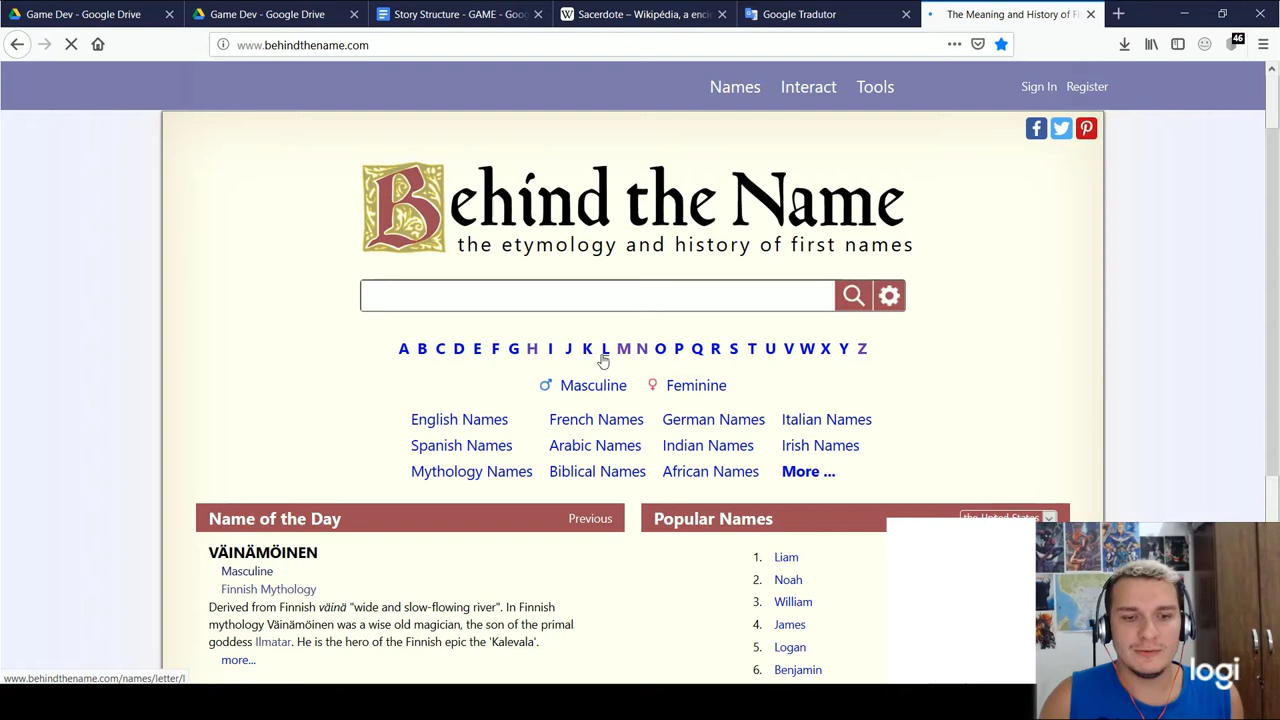 Game Dev - Google Drive
Game Dev - Google Drive
Story Structure - GAME - Goo
Sacerdote – Wikipédia, a enci
Google Tradutor
The Meaning and History of Fi
www.behindthename.com
46
Names Interact Tools
Sign In Register
Behind the Name
the etymology and history of first names
A B C D E F G H I J K L M N O P Q R S T U V W X Y Z
Masculine Feminine
English Names French Names German Names Italian Names
Spanish Names Arabic Names Indian Names Irish Names
Mythology Names Biblical Names African Names More ...
Name of the Day Previous
Popular Names the United States
VÄINÄMÖINEN
Masculine
Finnish Mythology
Derived from Finnish väinä "wide and slow-flowing river". In Finnish
mythology Väinämöinen was a wise old magician, the son of the primal
goddess Ilmatar. He is the hero of the Finnish epic the 'Kalevala'.
more...
1. Liam
2. Noah
3. William
4. James
5. Logan
6. Benjamin
www.behindthename.com/names/letter/l
logi